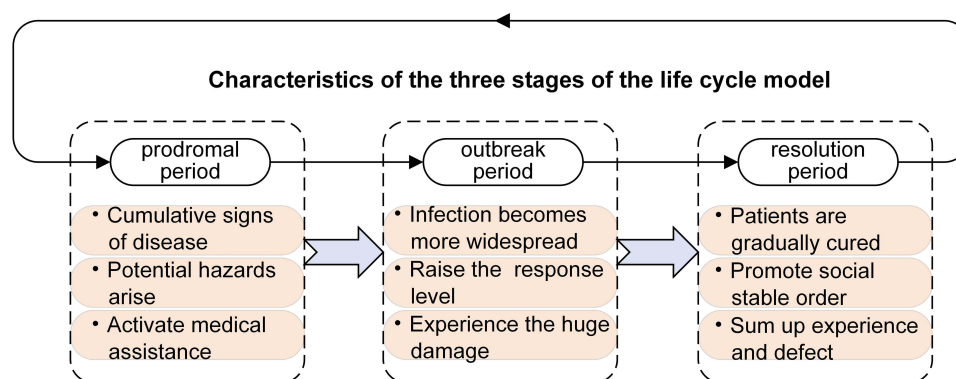 Characteristics of the three stages of the life cycle model
prodromal
period
outbreak
period
resolution
period
• Cumulative signs
of disease
• Potential hazards
arise
• Activate medical
assistance
• Infection becomes
more widespread
• Raise the response
level
• Experience the huge
damage
• Patients are
gradually cured
• Promote social
stable order
• Sum up experience
and defect